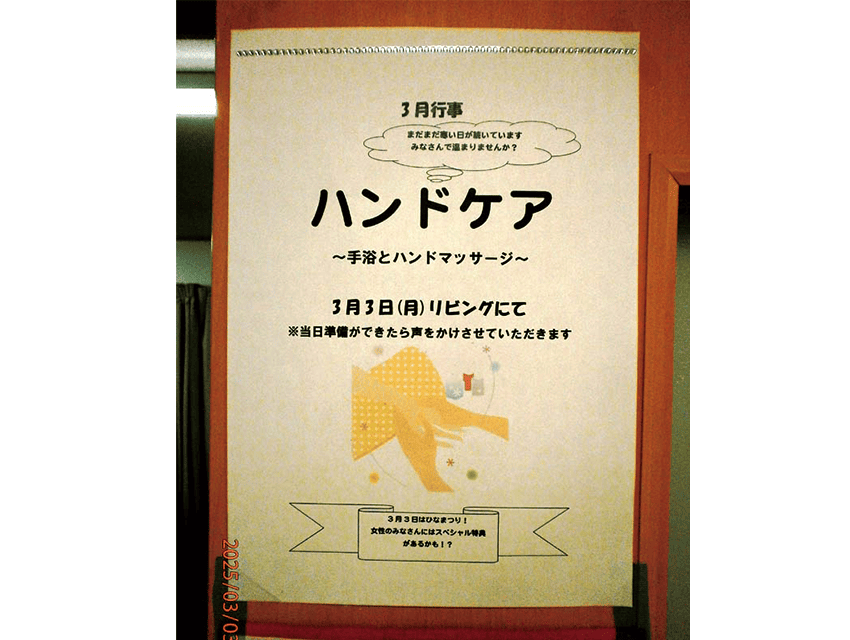 3月行事
まだまだ寒い日が続いています
みなさんで温まりませんか？
ハンドケア
～手浴とハンドマッサージ～
3月3日(月)リビングにて
※当日準備ができたら声をかけさせていただきます
3月3日はひなまつり！
女性のみなさんにはスペシャル特典
があるかも！？